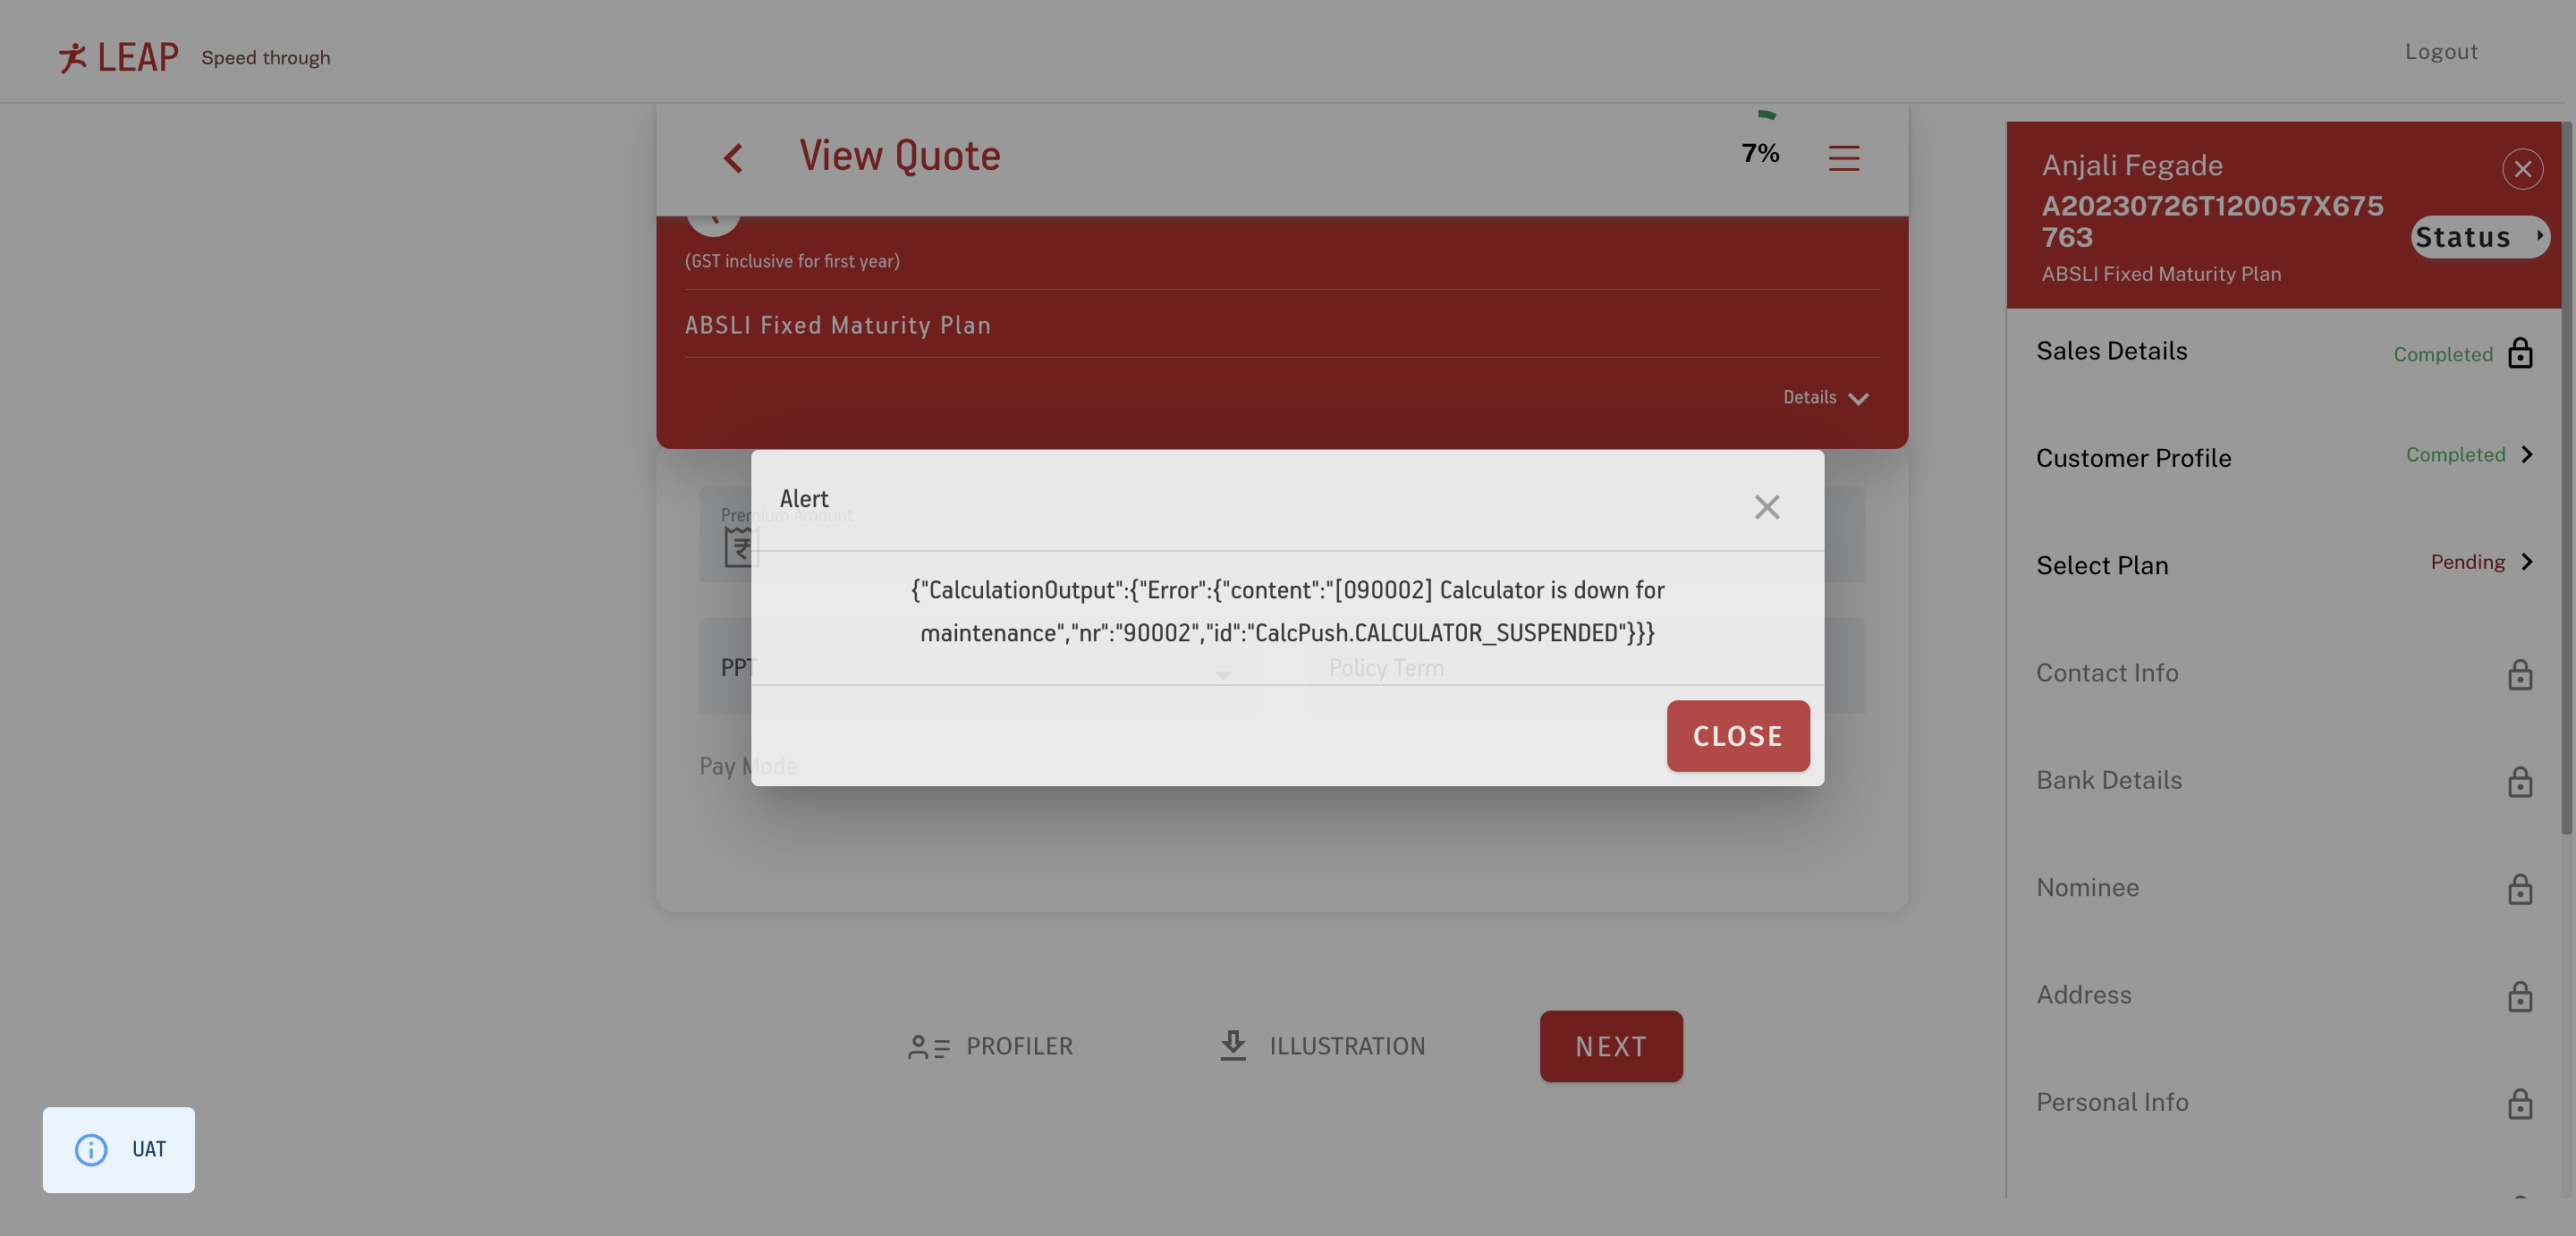 LEAP Speed through
Logout
View Quote
7%
(GST inclusive for first year)
ABSLI Fixed Maturity Plan
Details
Premium Amount
PPT
Policy Term
Pay Mode
Alert
{"CalculationOutput":{"Error":{"content":"[090002] Calculator is down for
maintenance","nr":"90002","id":"CalcPush.CALCULATOR_SUSPENDED"}}}
CLOSE
PROFILER
ILLUSTRATION
NEXT
UAT
Anjali Fegade
A20230726T120057X675
763
Status
ABSLI Fixed Maturity Plan
Sales Details
Completed
Customer Profile
Completed
Select Plan
Pending
Contact Info
Bank Details
Nominee
Address
Personal Info